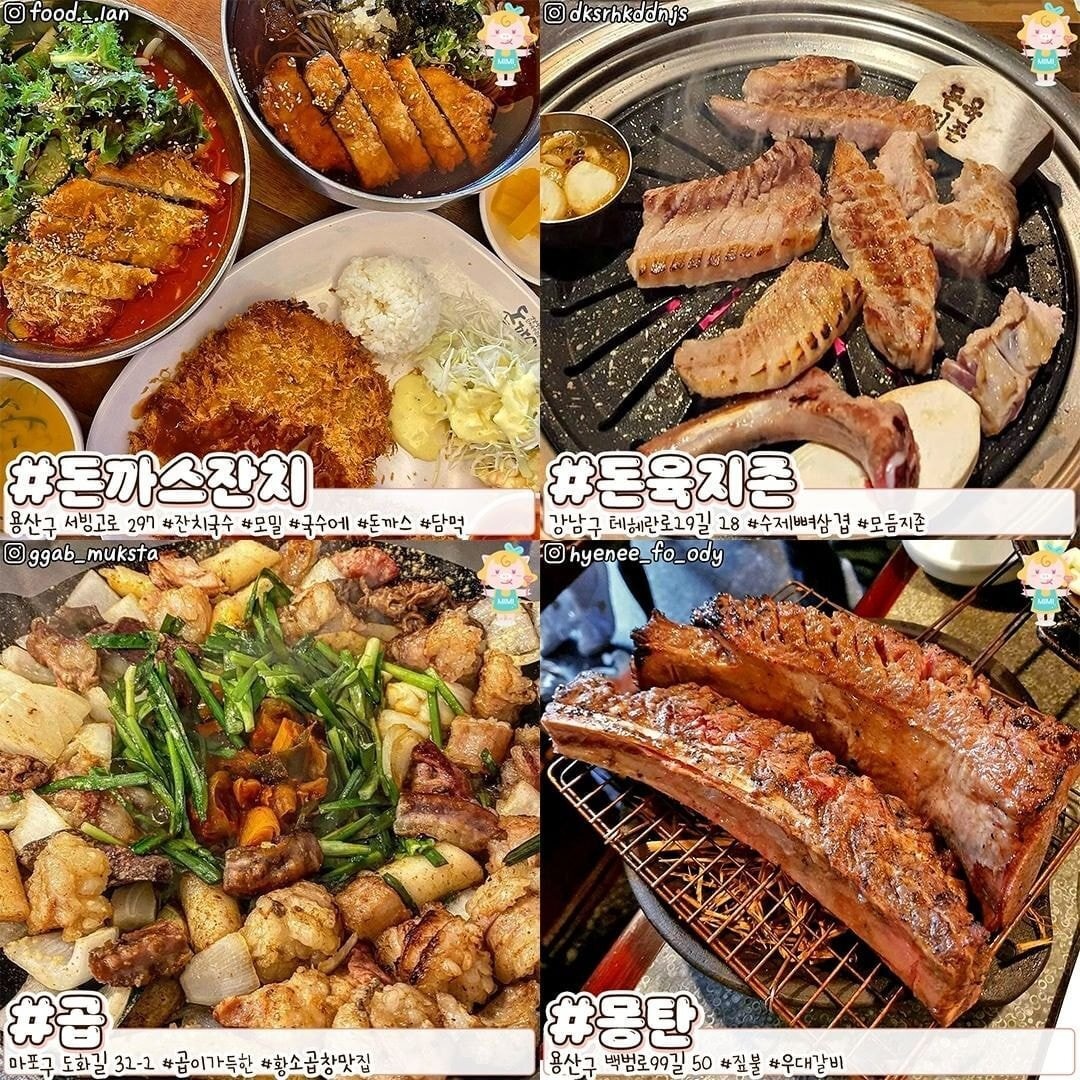 food._.lan
MIMI
#돈까스잔치
용산구 서빙고로 297 #잔치국수 #모밀 #국수에 #돈까스 #담먹
dksrhkddnjs
MIMI
돈육
지존
#돈육지존
강남구 테헤란로19길 18 #수제뼈삼겹 #모듬지존
ggab_muksta
MIMI
#곱
마포구 도화길 32-2 #곱이가득한 #황소곱창맛집
hyenee_fo_ody
MIMI
#몽탄
용산구 백범로99길 50 #짚불 #우대갈비